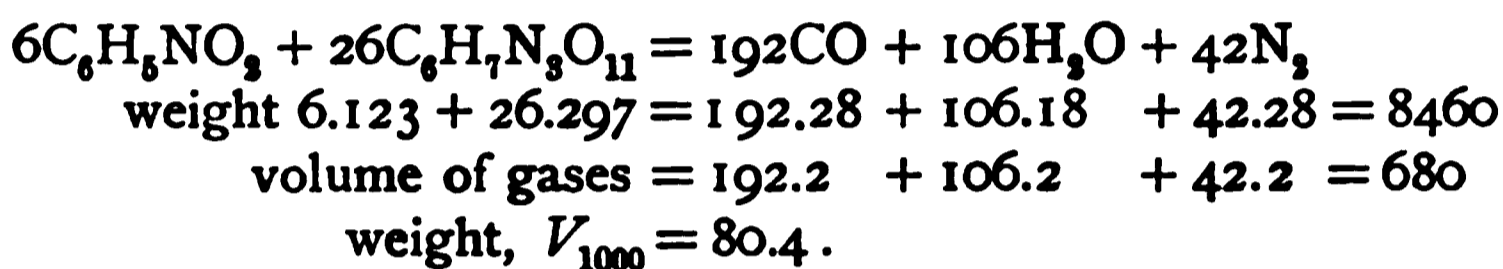 6C₆H₅NO₂ + 26C₆H₇N₃O₁₁ = 192CO + 106H₂O + 42N₂
weight 6.123 + 26.297 = 192.28 + 106.18 + 42.28 = 8460
volume of gases = 192.2 + 106.2 + 42.2 = 680
weight, V₁₀₀₀ = 80.4.